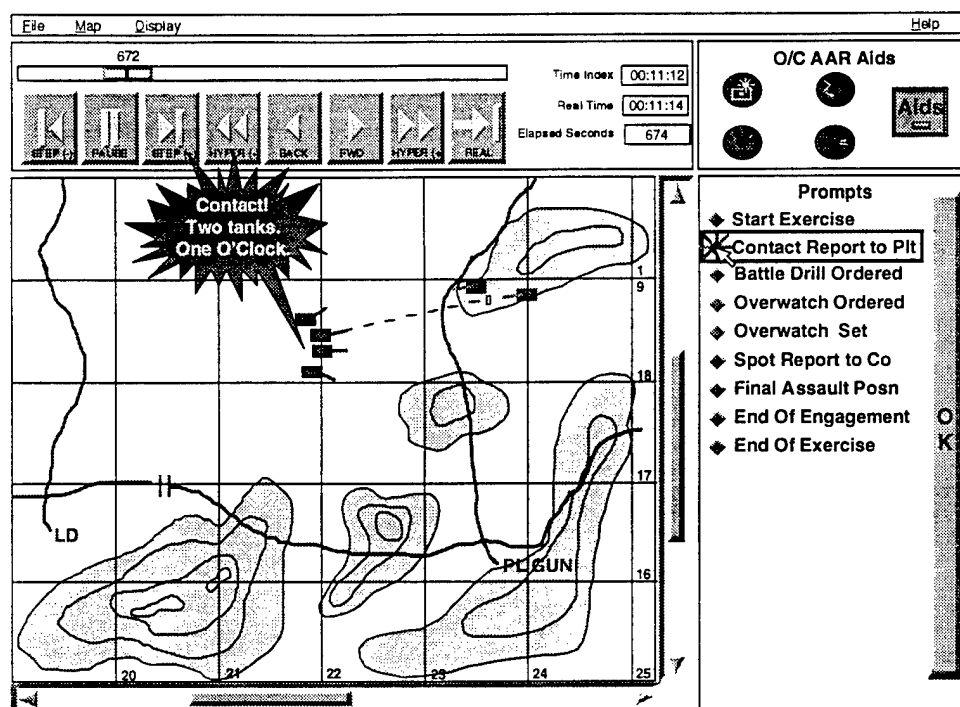 File Map Display Help
672
Time Index 00:11:12
Real Time 00:11:14
Elapsed Seconds 674
STEP (-) PAUSE STEP (+ HYPER (- BACK FWD HYPER (+ REAL
O/C AAR Aids
Aids
Contact!
Two tanks.
One O'Clock
1
9
18
17
16
20 21 22 23 24 25
LD
PL GUN
Prompts
Start Exercise
Contact Report to Plt
Battle Drill Ordered
Overwatch Ordered
Overwatch Set
Spot Report to Co
Final Assault Posn
End Of Engagement
End Of Exercise
O
K